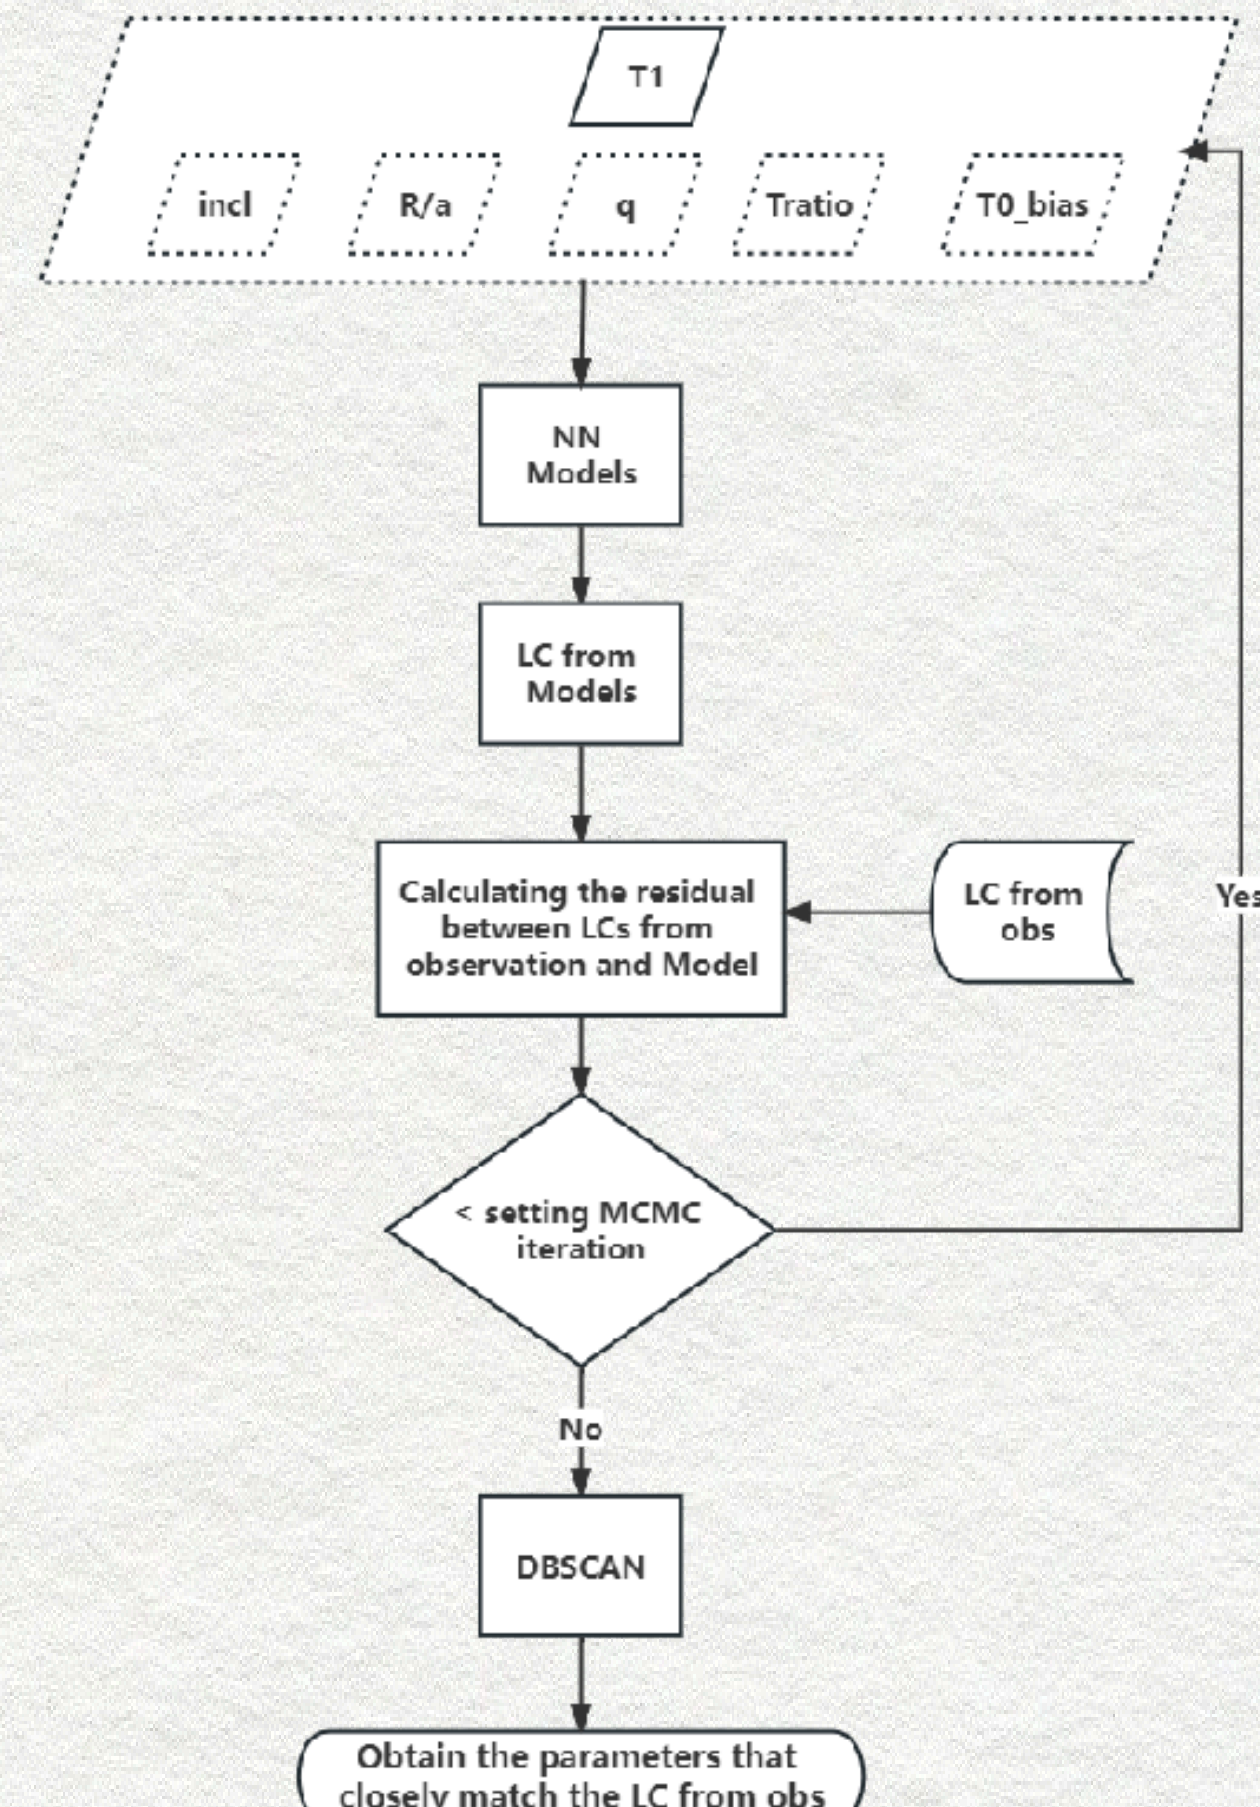 T1
incl
R/a
q
Tratio
T0_bias
NN
Models
LC from
Models
Calculating the residual
between LCs from
observation and Model
LC from
obs
Yes
< setting MCMC
iteration
No
DBSCAN
Obtain the parameters that
closely match the LC from obs